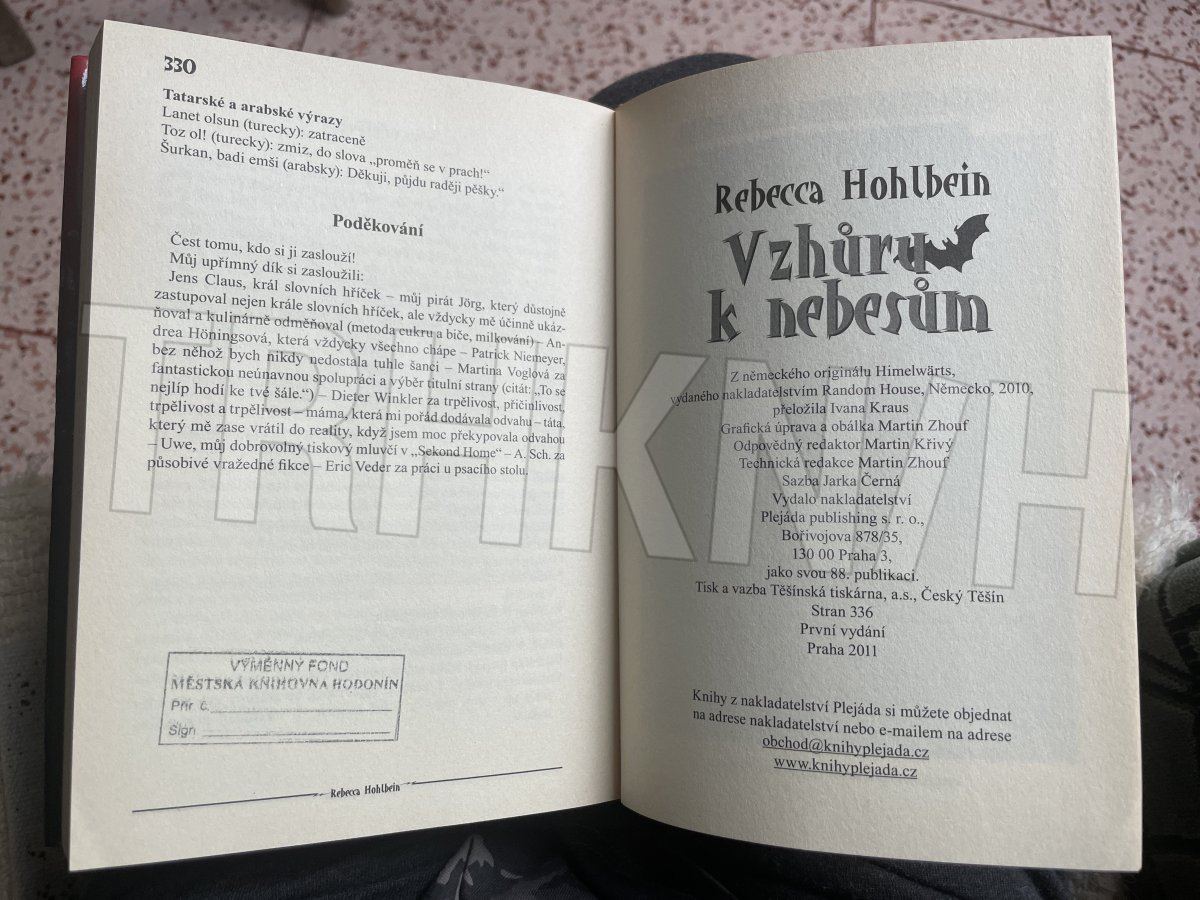 330
Tatarské a arabské výrazy
Lanet olsun (turecky): zatraceně
Toz ol! (turecky): zmiz, do slova „proměň se v prach!“
Šurkan, badi emši (arabsky): Děkuji, půjdu raději pěšky.“
Poděkování
Čest tomu, kdo si ji zaslouží!
Můj upřímný dík si zasloužili:
Jens Claus, král slovních hříček – můj pirát Jörg, který důstojně
zastupoval nejen krále slovních hříček, ale vždycky mě účinně ukáz-
ňoval a kulinárně odměňoval (metoda cukru a biče, milkování) – An-
drea Höningsová, která vždycky všechno chápe – Patrick Niemeyer,
bez něhož bych nikdy nedostala tuhle šanci – Martina Voglová za
fantastickou neúnavnou spolupráci a výběr titulní strany (citát: „To se
nejlíp hodí ke tvé šále.“) – Dieter Winkler za trpělivost, příčinlivost,
trpělivost a trpělivost – máma, která mi pořád dodávala odvahu – táta,
který mě zase vrátil do reality, když jsem moc překypovala odvahou
– Uwe, můj dobrovolný tiskový mluvčí v „Sekond Home“ – A. Sch. za
působivé vražedné fikce – Eric Veder za práci u psacího stolu.
VÝMĚNNÝ FOND
MĚSTSKÁ KNIHOVNA HODONÍN
Přír č.
Sign
Rebecca Hohlbein
Rebecca Hohlbein
Vzhůru
k nebesům
Z německého originálu Himelwärts,
vydaného nakladatelstvím Random House, Německo, 2010,
přeložila Ivana Kraus
Grafická úprava a obálka Martin Zhouf
Odpovědný redaktor Martin Křivý
Technická redakce Martin Zhouf
Sazba Jarka Černá
Vydalo nakladatelství
Plejáda publishing s. r. o.,
Bořivojova 878/35,
130 00 Praha 3,
jako svou 88. publikaci.
Tisk a vazba Těšínská tiskárna, a.s., Český Těšín
Stran 336
První vydání
Praha 2011
Knihy z nakladatelství Plejáda si můžete objednat
na adrese nakladatelství nebo e-mailem na adrese
obchod@knihyplejada.cz
www.knihyplejada.cz
TRHKNIH